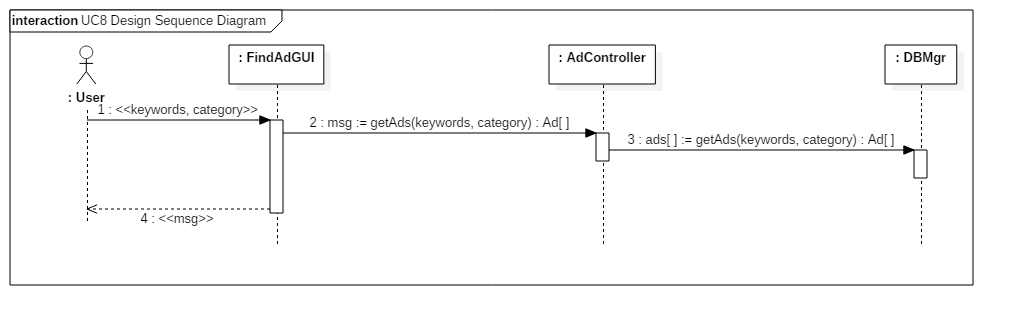 interaction UC8 Design Sequence Diagram
: FindAdGUI
: AdController
: DBMgr
: User
1 : <<keywords, category>>
2 : msg := getAds(keywords, category) : Ad[ ]
3 : ads[ ] := getAds(keywords, category) : Ad[ ]
4 : <<msg>>